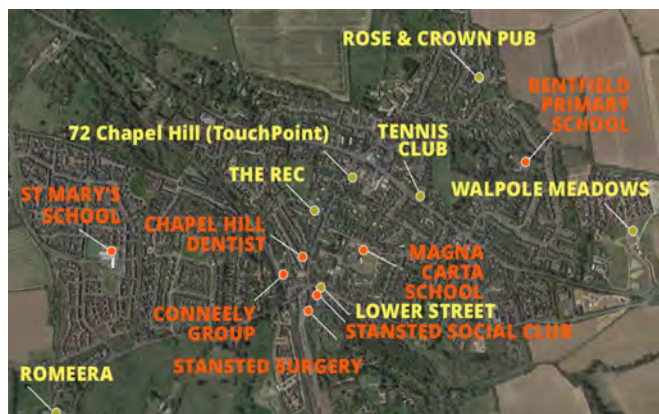 ROSE & CROWN PUB
BENTFIELD
PRIMARY
SCHOOL
72 Chapel Hill (TouchPoint)
TENNIS
CLUB
THE REC
ST MARY'S
SCHOOL
WALPOLE MEADOWS
CHAPEL HILL
DENTIST
MAGNA
CARTA
SCHOOL
CONNEELY
GROUP
LOWER STREET
STANSTED SOCIAL CLUB
STANSTED SURGERY
ROMEERA